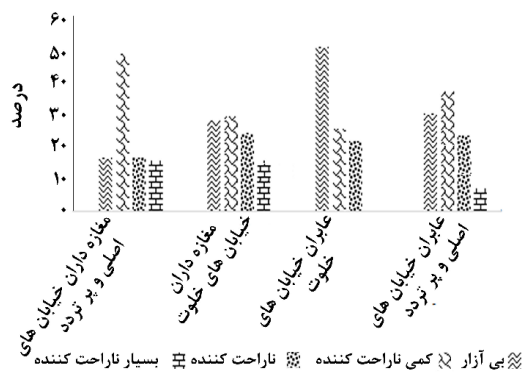 ۶۰
۵۰
۴۰
۳۰
۲۰
۱۰
۰
درصد
مغازه داران خیابان های
اصلی و پر تردد
مغازه داران
خیابان های خلوت
عابران خیابان های
خلوت
عابران خیابان های
اصلی و پر تردد
بی آزار کمی ناراحت کننده ناراحت کننده بسیار ناراحت کننده